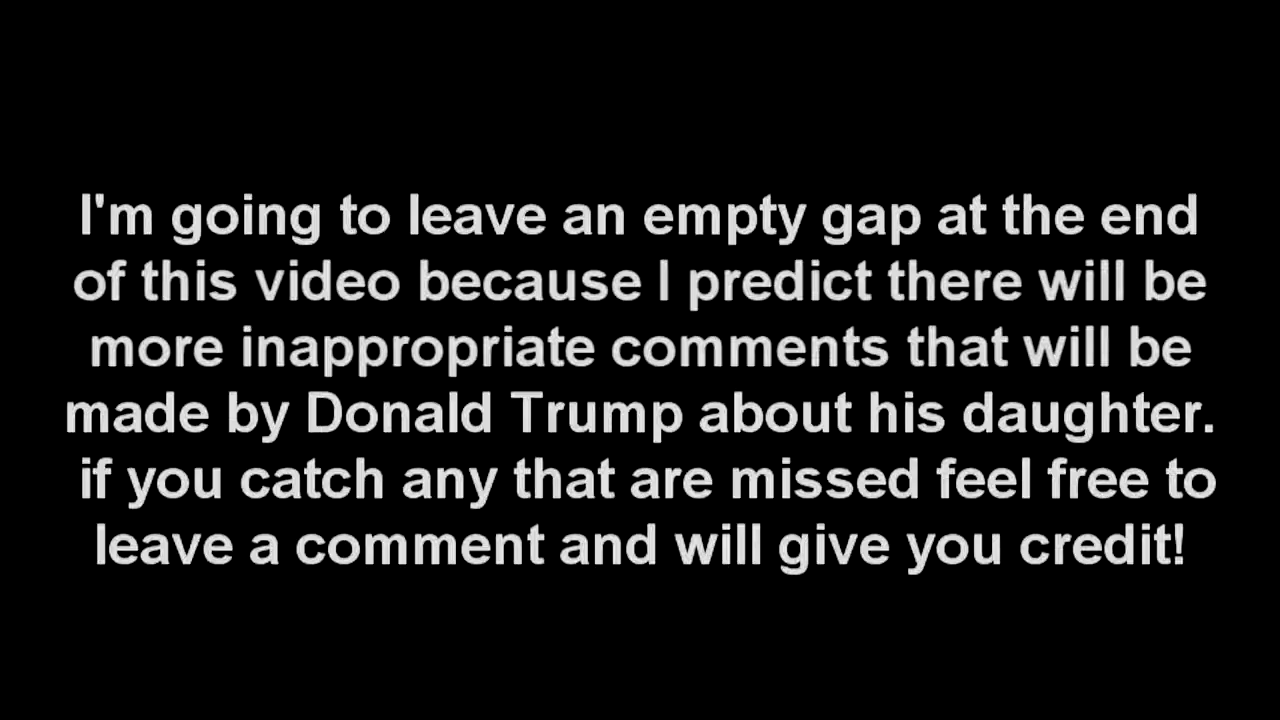 I'm going to leave an empty gap at the end
of this video because I predict there will be
more inappropriate comments that will be
made by Donald Trump about his daughter.
if you catch any that are missed feel free to
leave a comment and will give you credit!